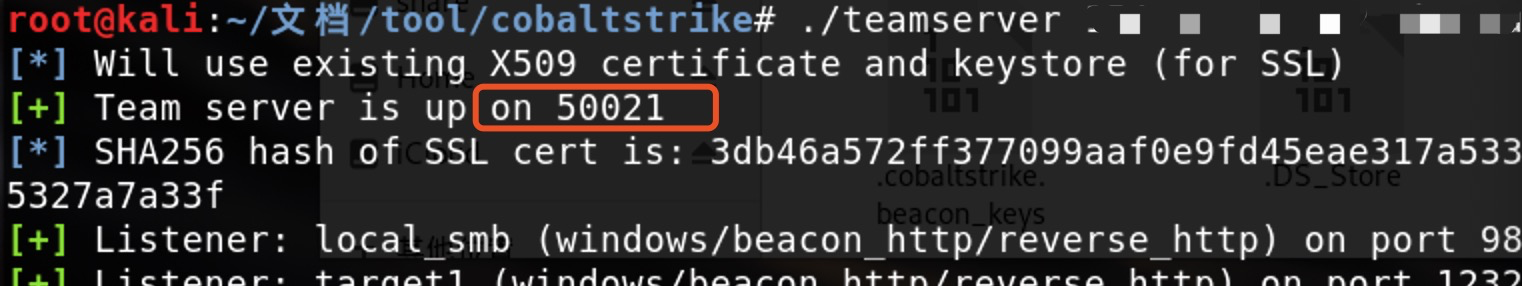 root@kali:~/文档/tool/cobaltstrike# ./teamserver
[*] Will use existing X509 certificate and keystore (for SSL)
[+] Team server is up on 50021
[*] SHA256 hash of SSL cert is: 3db46a572ff377099aaf0e9fd45eae317a533
5327a7a33f
[+] Listener: local_smb (windows/beacon_http/reverse_http) on port 98
[+] Listener: target1 (windows/beacon_http/reverse_http) on port 1232
Home
101
101
.cobaltstrike.
beacon_keys
.DS_Store